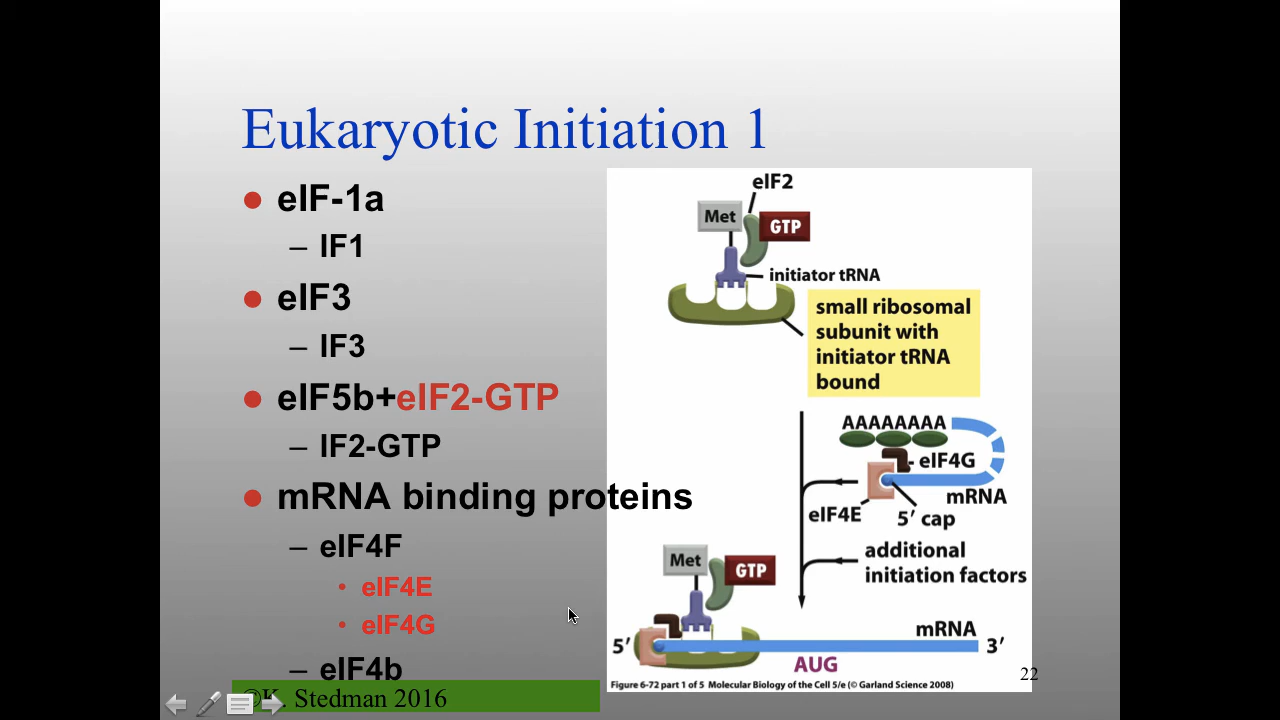 Eukaryotic Initiation 1
● eIF-1a
– IF1
● eIF3
– IF3
● eIF5b+eIF2-GTP
– IF2-GTP
● mRNA binding proteins
– eIF4F
• eIF4E
• eIF4G
– eIF4b
©K. Stedman 2016
eIF2
Met
GTP
initiator tRNA
small ribosomal
subunit with
initiator tRNA
bound
AAAAAAAA
eIF4G
mRNA
eIF4E
5′ cap
additional
initiation factors
Met
GTP
mRNA
5′
3′
AUG
22
Figure 6-72 part 1 of 5 Molecular Biology of the Cell 5/e (© Garland Science 2008)